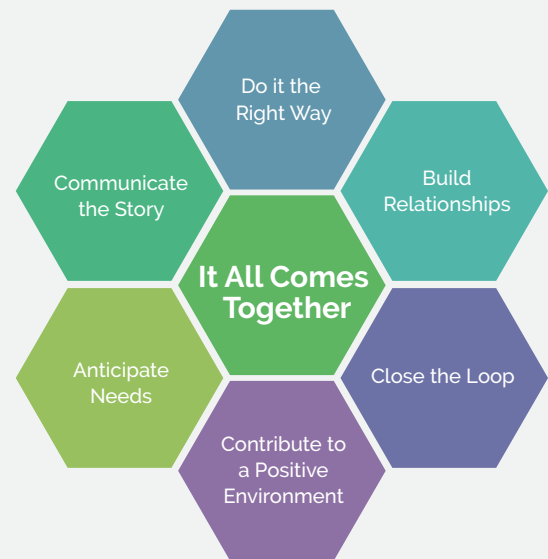 Do it the
Right Way
Communicate
the Story
Build
Relationships
It All Comes
Together
Anticipate
Needs
Close the Loop
Contribute to
a Positive
Environment